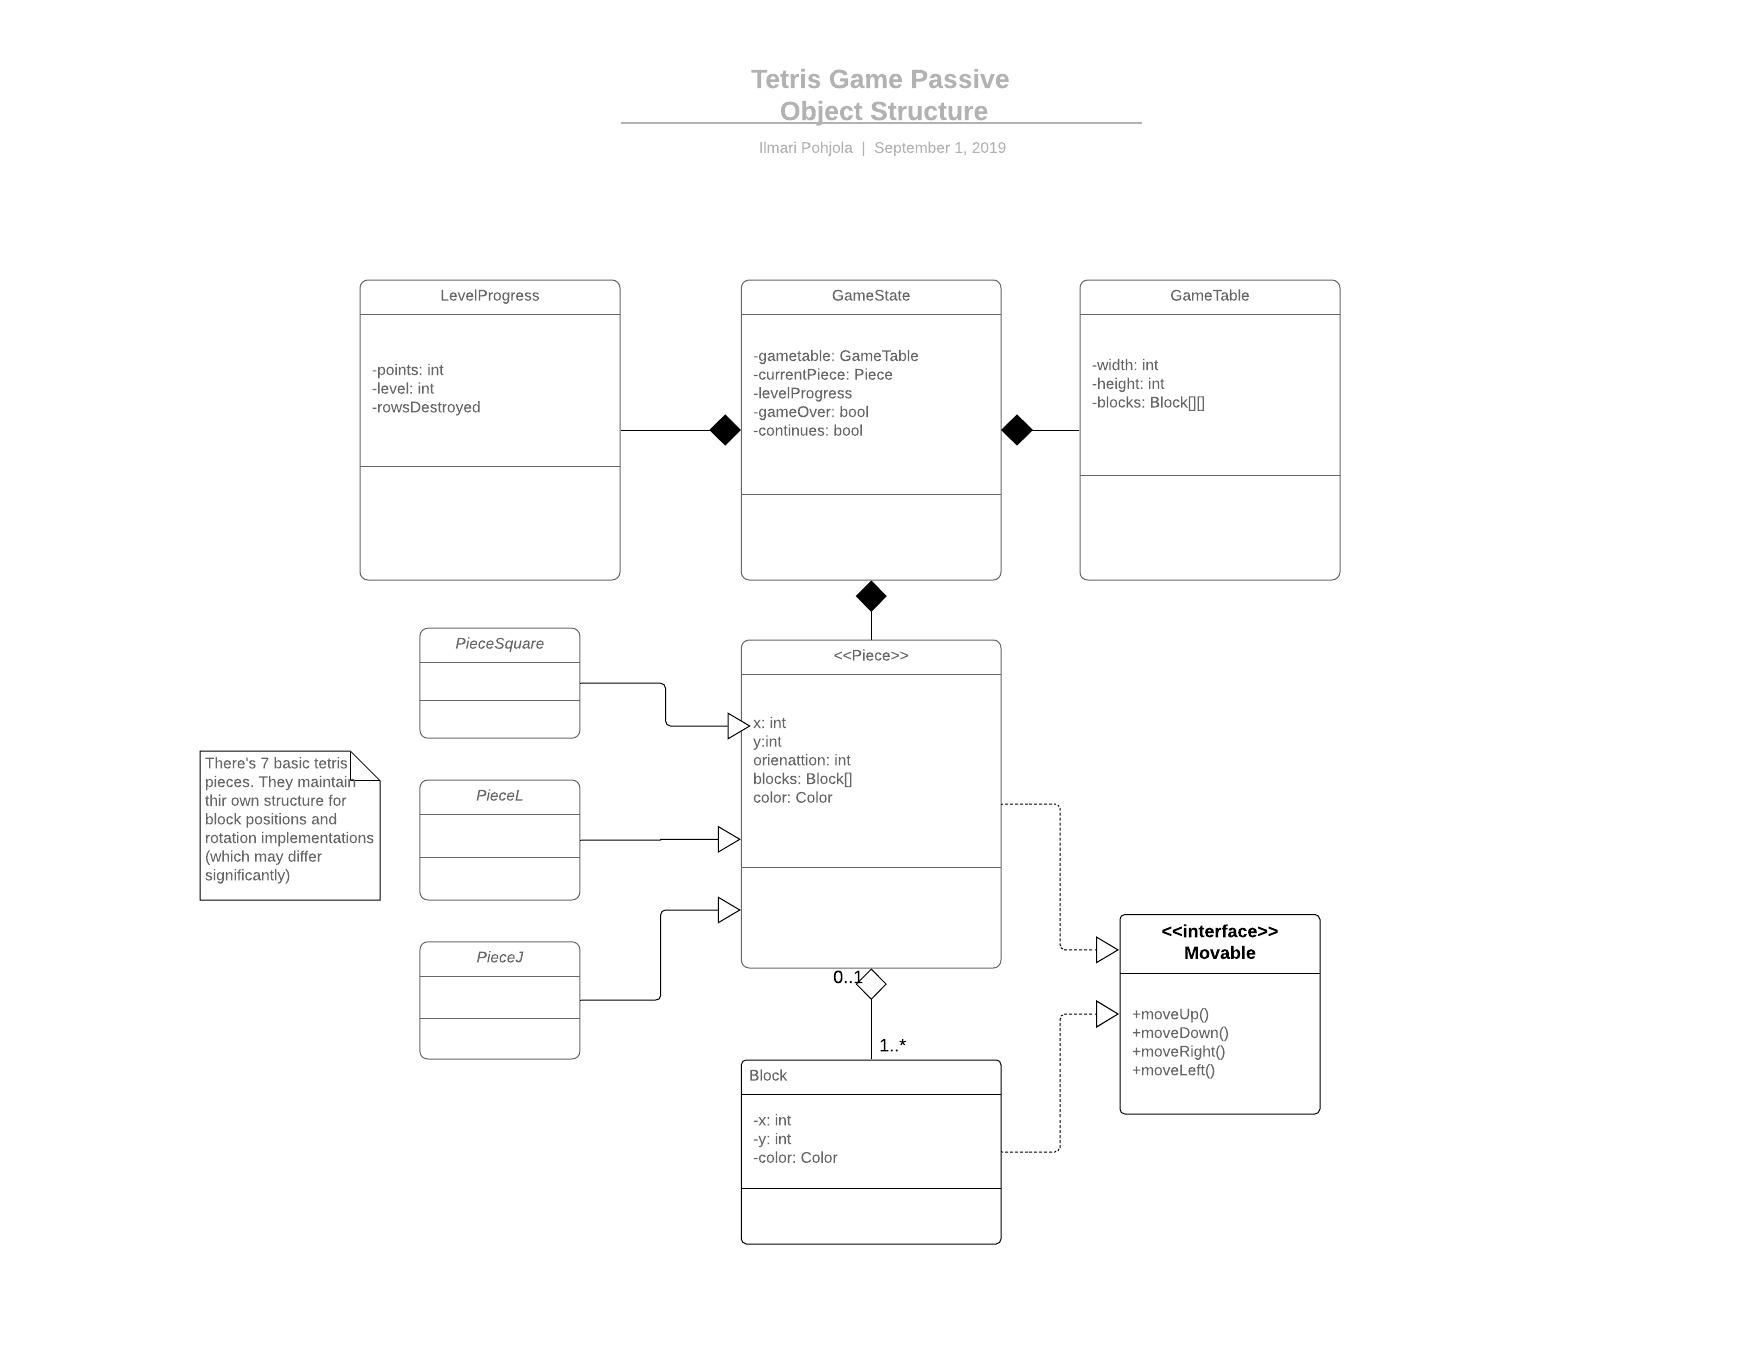 Tetris Game Passive
Object Structure
Ilmari Pohjola | September 1, 2019
LevelProgress
-points: int
-level: int
-rowsDestroyed
GameState
-gametable: GameTable
-currentPiece: Piece
-levelProgress
-gameOver: bool
-continues: bool
GameTable
-width: int
-height: int
-blocks: Block[][]
PieceSquare
<<Piece>>
x: int
y:int
orienattion: int
blocks: Block[]
color: Color
There's 7 basic tetris
pieces. They maintain
thir own structure for
block positions and
rotation implementations
(which may differ
significantly)
PieceL
PieceJ
<<interface>>
Movable
+moveUp()
+moveDown()
+moveRight()
+moveLeft()
0..1
1..*
Block
-x: int
-y: int
-color: Color